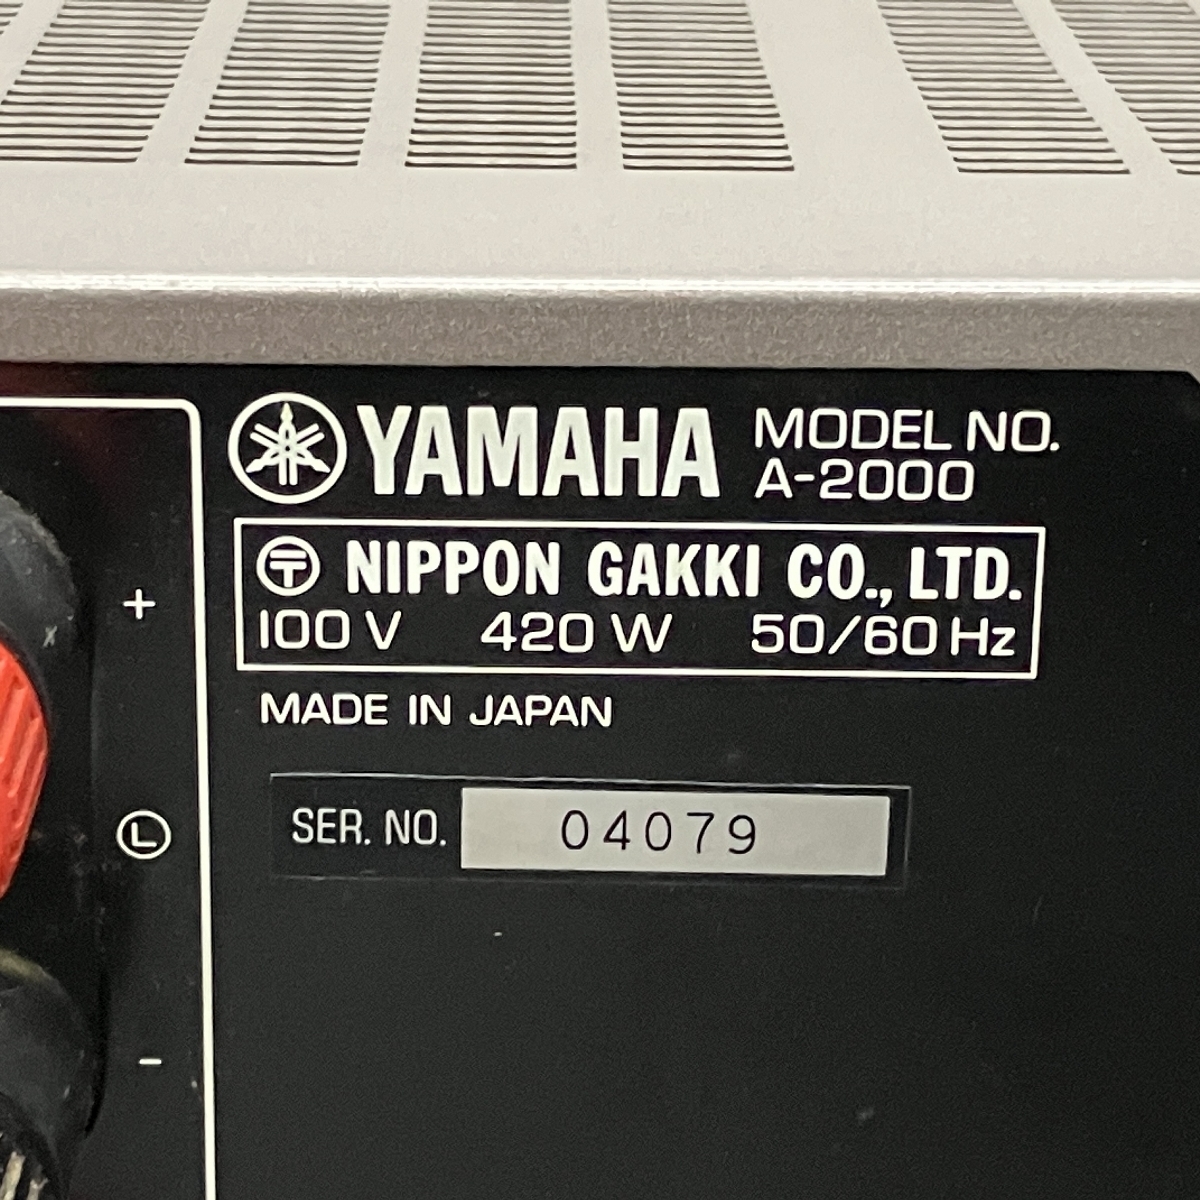 YAMAHA MODEL NO.
A-2000
〒 NIPPON GAKKI CO., LTD.
100 V 420 W 50/60 Hz
MADE IN JAPAN
SER. NO. 04079
+
L
-